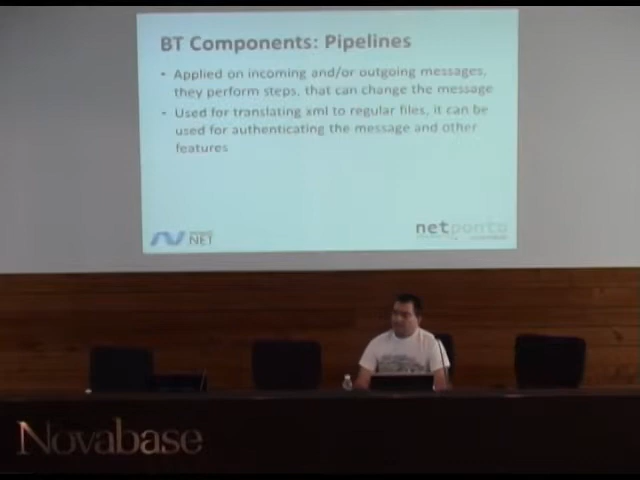 BT Components: Pipelines
• Applied on incoming and/or outgoing messages,
they perform steps, that can change the message
• Used for translating xml to regular files, it can be
used for authenticating the message and other
features
NET
netponto
Novabase